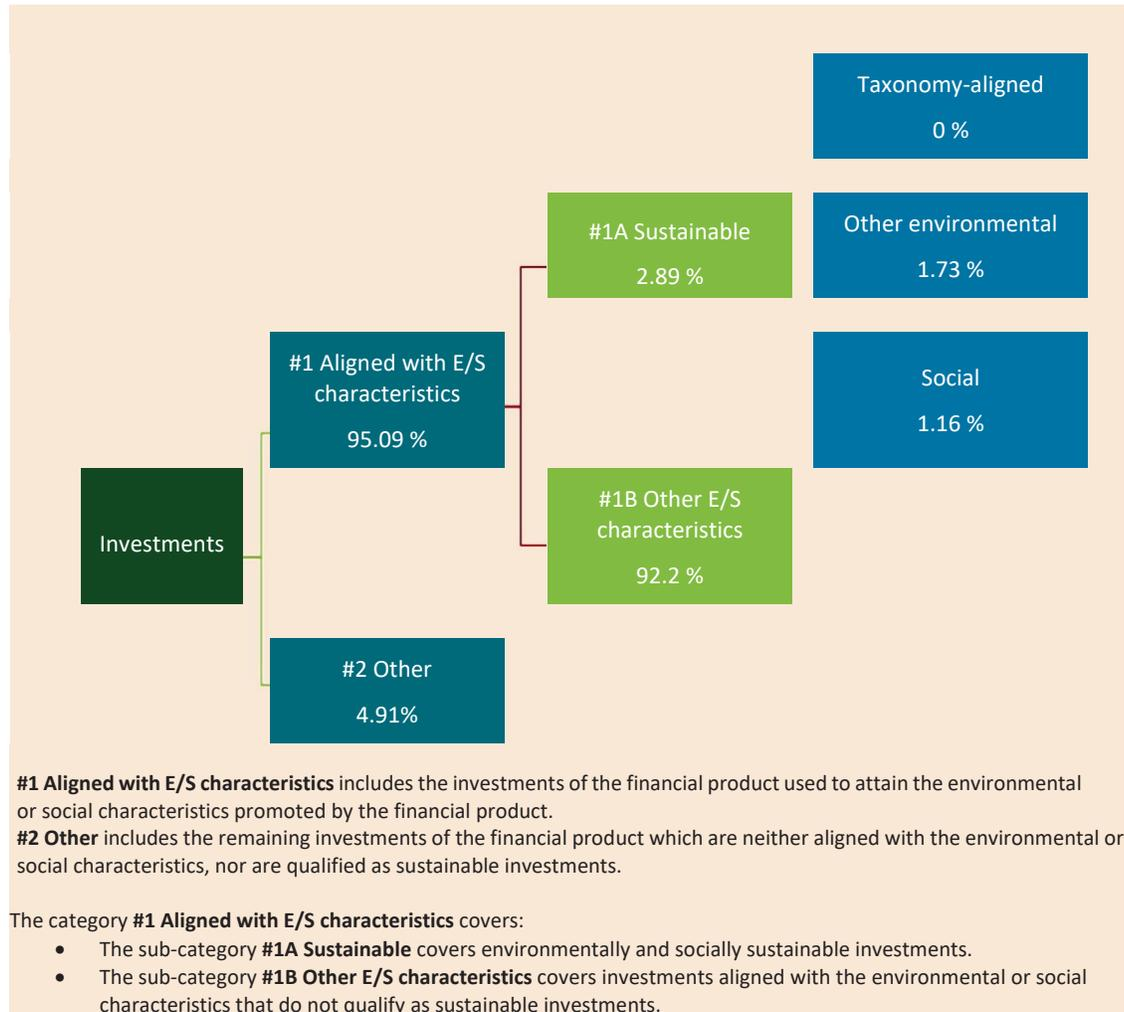 Taxonomy-aligned
0 %
#1A Sustainable
2.89 %
Other environmental
1.73 %
#1 Aligned with E/S
characteristics
95.09 %
Social
1.16 %
Investments
#1B Other E/S
characteristics
92.2 %
#2 Other
4.91%
#1 Aligned with E/S characteristics includes the investments of the financial product used to attain the environmental
or social characteristics promoted by the financial product.
#2 Other includes the remaining investments of the financial product which are neither aligned with the environmental or
social characteristics, nor are qualified as sustainable investments.
The category #1 Aligned with E/S characteristics covers:
• The sub-category #1A Sustainable covers environmentally and socially sustainable investments.
• The sub-category #1B Other E/S characteristics covers investments aligned with the environmental or social
characteristics that do not qualify as sustainable investments.